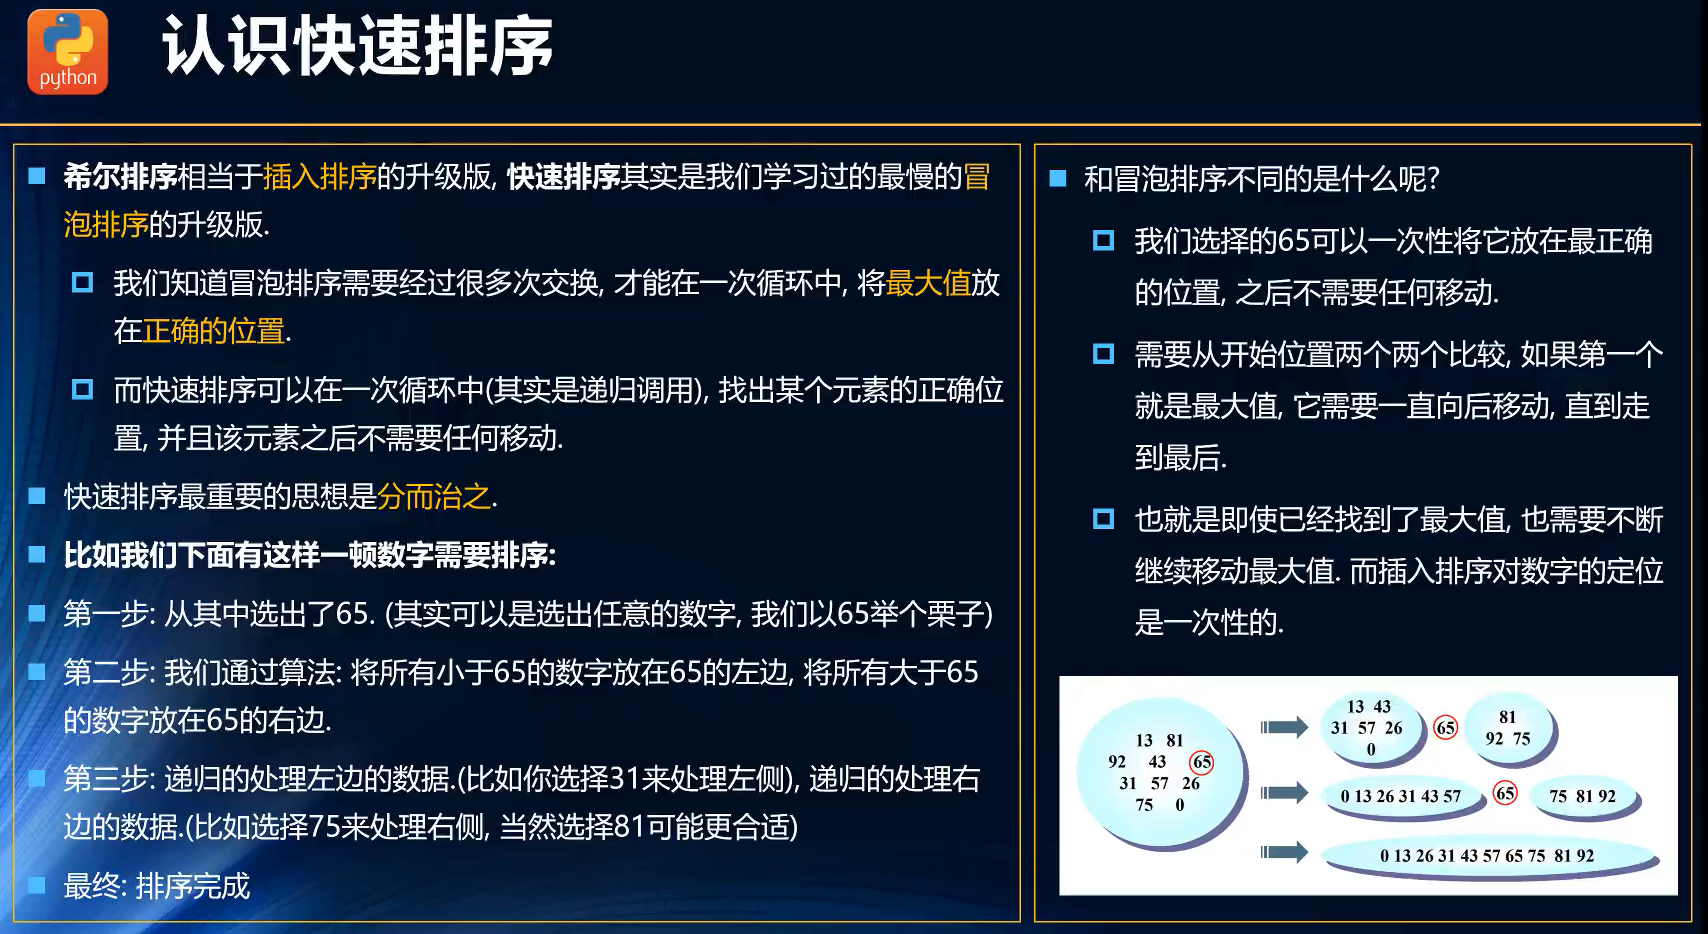 python
认识快速排序
希尔排序相当于插入排序的升级版, 快速排序其实是我们学习过的最慢的冒
泡排序的升级版.
我们知道冒泡排序需要经过很多次交换, 才能在一次循环中, 将最大值放
在正确的位置.
而快速排序可以在一次循环中(其实是递归调用), 找出某个元素的正确位
置, 并且该元素之后不需要任何移动.
快速排序最重要的思想是分而治之.
比如我们下面有这样一顿数字需要排序:
第一步: 从其中选出了65. (其实可以是选出任意的数字, 我们以65举个栗子)
第二步: 我们通过算法: 将所有小于65的数字放在65的左边, 将所有大于65
的数字放在65的右边.
第三步: 递归的处理左边的数据.(比如你选择31来处理左侧), 递归的处理右
边的数据.(比如选择75来处理右侧, 当然选择81可能更合适)
最终: 排序完成
和冒泡排序不同的是什么呢?
我们选择的65可以一次性将它放在最正确
的位置, 之后不需要任何移动.
需要从开始位置两个两个比较, 如果第一个
就是最大值, 它需要一直向后移动, 直到走
到最后.
也就是即使已经找到了最大值, 也需要不断
继续移动最大值. 而插入排序对数字的定位
是一次性的.
13 81
92 43 65
31 57 26
75 0
13 43
31 57 26
0
65
81
92 75
0 13 26 31 43 57
65
75 81 92
0 13 26 31 43 57 65 75 81 92